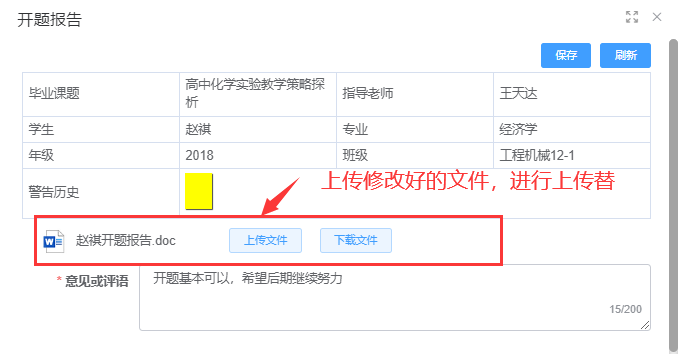 开题报告
保存 刷新
毕业课题 高中化学实验教学策略探析 指导老师 王天达
学生 赵祺 专业 经济学
年级 2018 班级 工程机械12-1
警告历史
上传修改好的文件，进行上传替
赵祺开题报告.doc 上传文件 下载文件
* 意见或评语 开题基本可以，希望后期继续努力
15/200